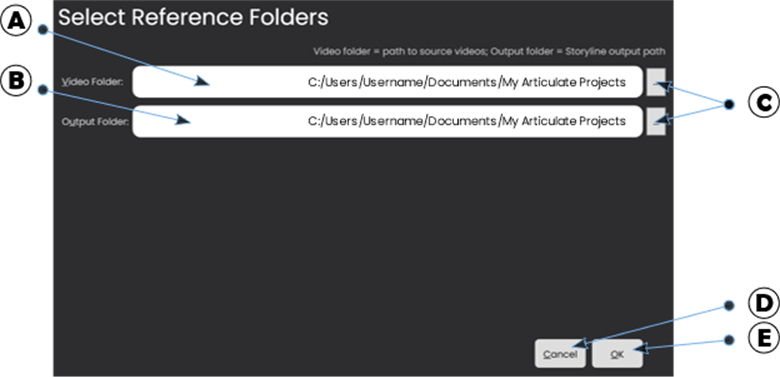 Select Reference Folders
A
Video folder = path to source videos; Output folder = Storyline output path
B
Video Folder: C:/Users/Username/Documents/My Articulate Projects
C
Output Folder: C:/Users/Username/Documents/My Articulate Projects
D
E
Cancel OK